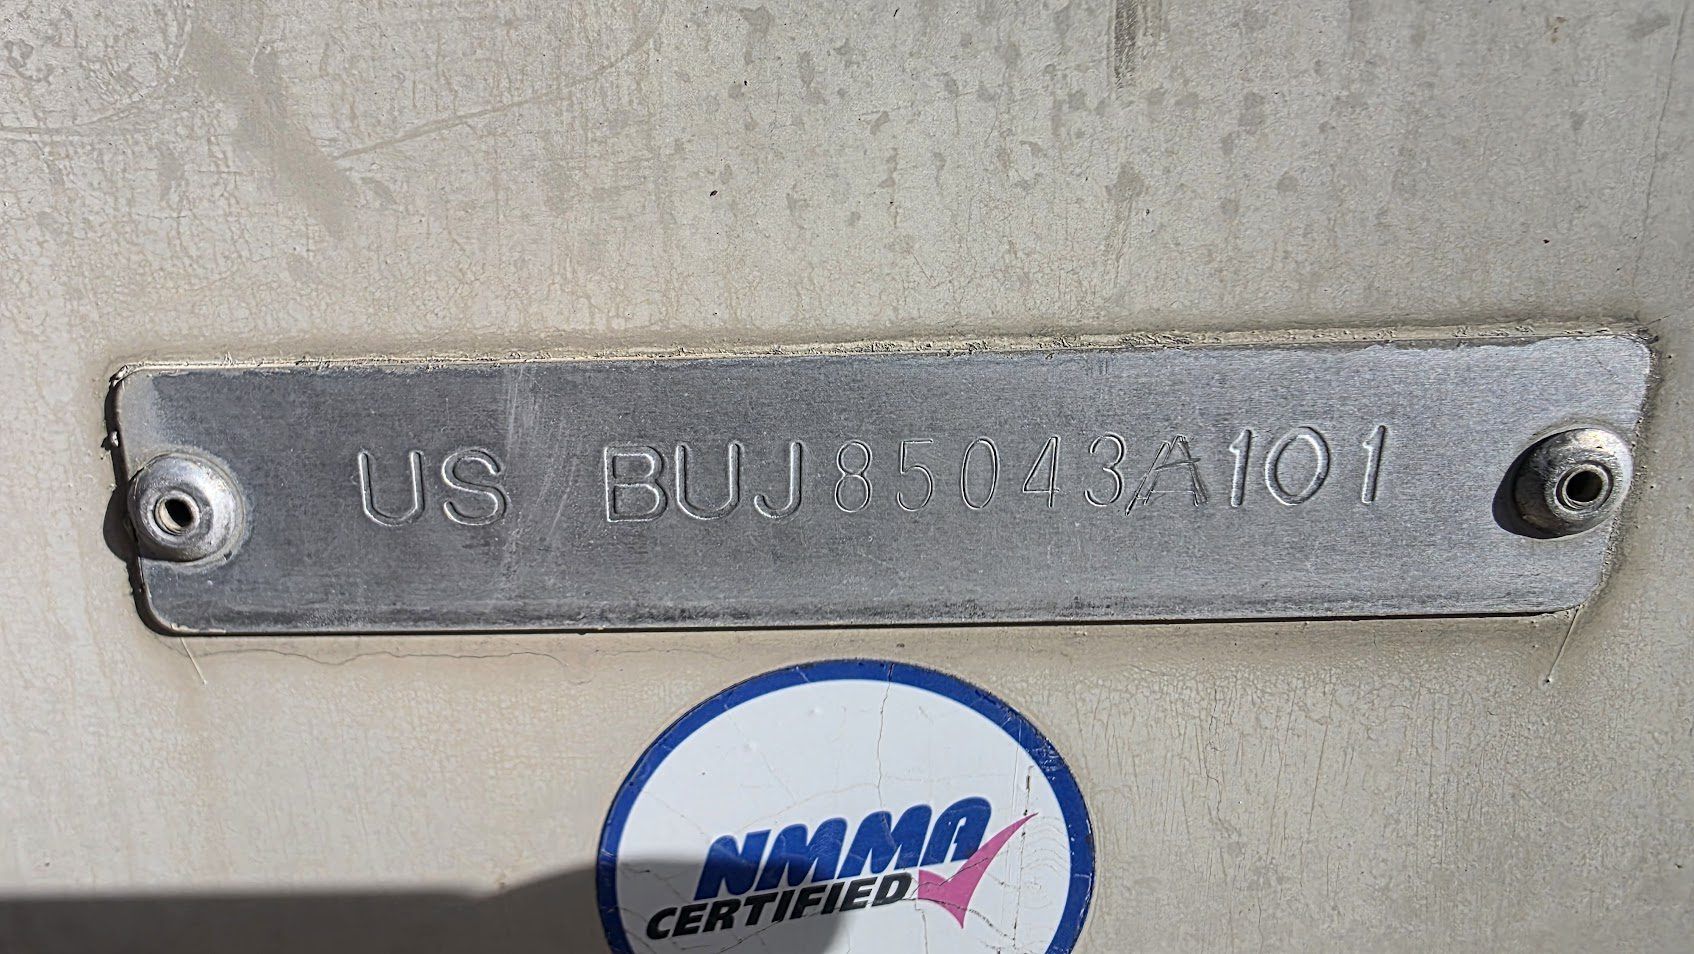 US BUJ85043A101
NMMA
CERTIFIED